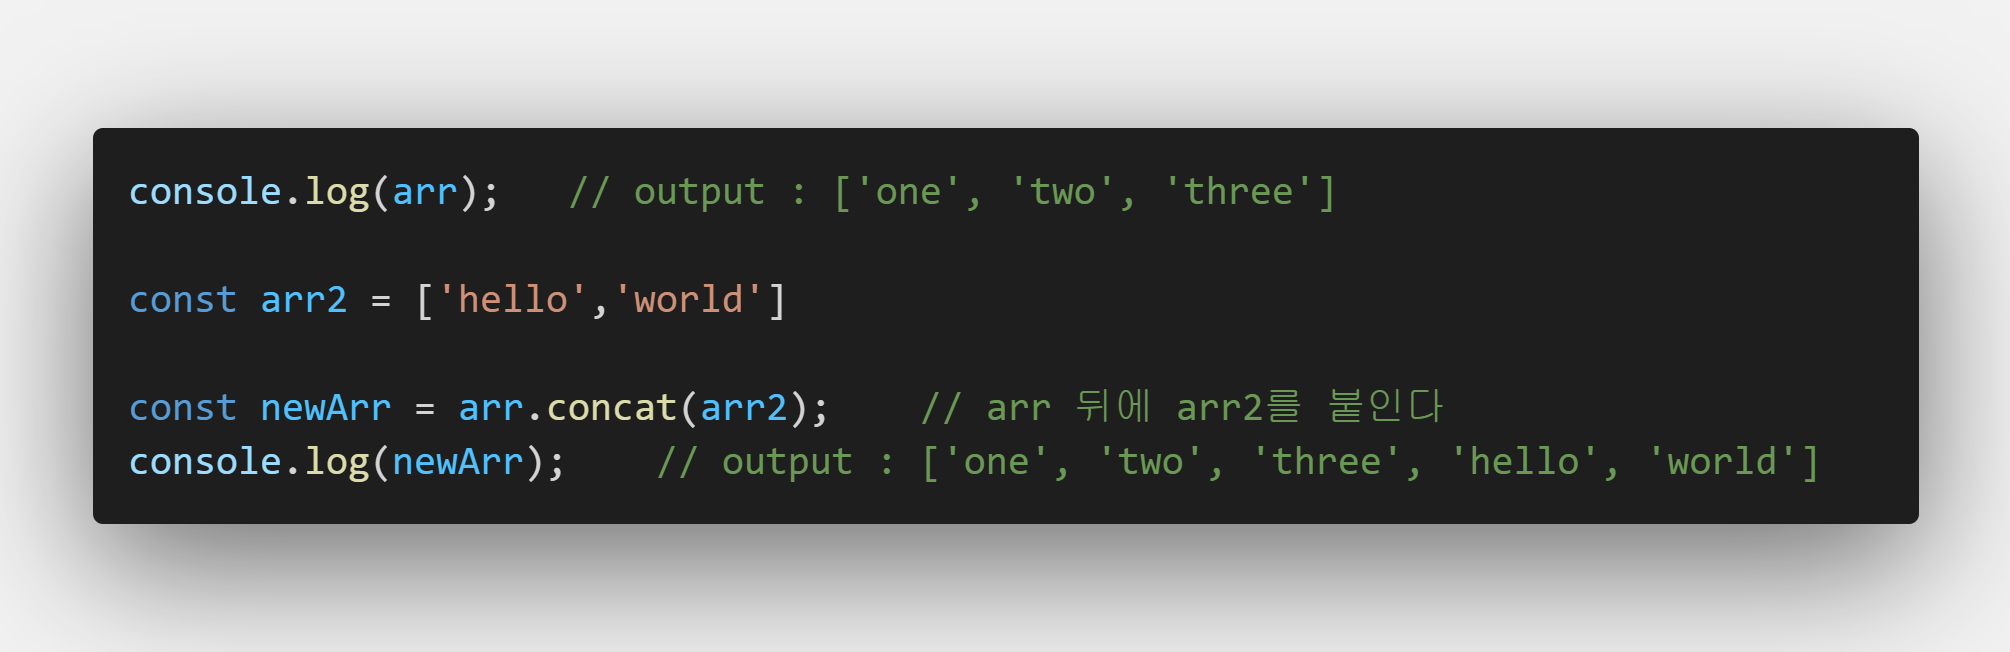 console.log(arr);   // output : ['one', 'two', 'three']
const arr2 = ['hello','world']
const newArr = arr.concat(arr2);    // arr 뒤에 arr2를 붙인다
console.log(newArr);    // output : ['one', 'two', 'three', 'hello', 'world']